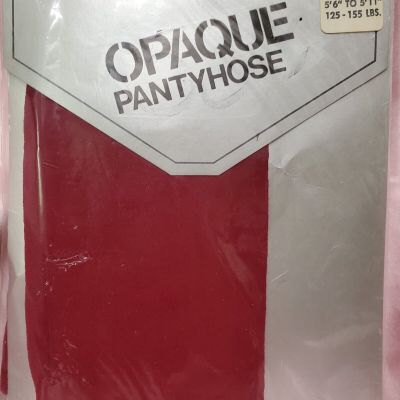 5'6" TO 5'11"
125 - 155 LBS.
OPAQUE
PANTYHOSE